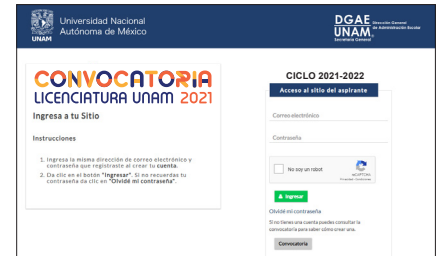 Universidad Nacional
Autónoma de México
UNAM
DGAE Dirección General
de Administración Escolar
UNAM
Secretaría General
CONVOCATORIA
LICENCIATURA UNAM 2021
Ingresa a tu Sitio
Instrucciones
1. Ingresa la misma dirección de correo electrónico y
contraseña que registraste al crear tu cuenta.
2. Da clic en el botón "Ingresar". Si no recuerdas tu
contraseña da clic en "Olvidé mi contraseña".
CICLO 2021-2022
Acceso al sitio del aspirante
Correo electrónico
Contraseña
No soy un robot
reCAPTCHA
Ingresar
Olvidé mi contraseña
Si no tienes una cuenta puedes consultar la
convocatoria para saber cómo crear una.
Convocatoria